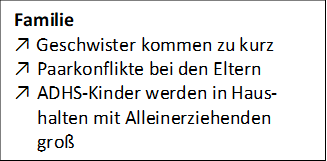 Familie
↗ Geschwister kommen zu kurz
↗ Paarkonflikte bei den Eltern
↗ ADHS-Kinder werden in Haus-
halten mit Alleinerziehenden
groß